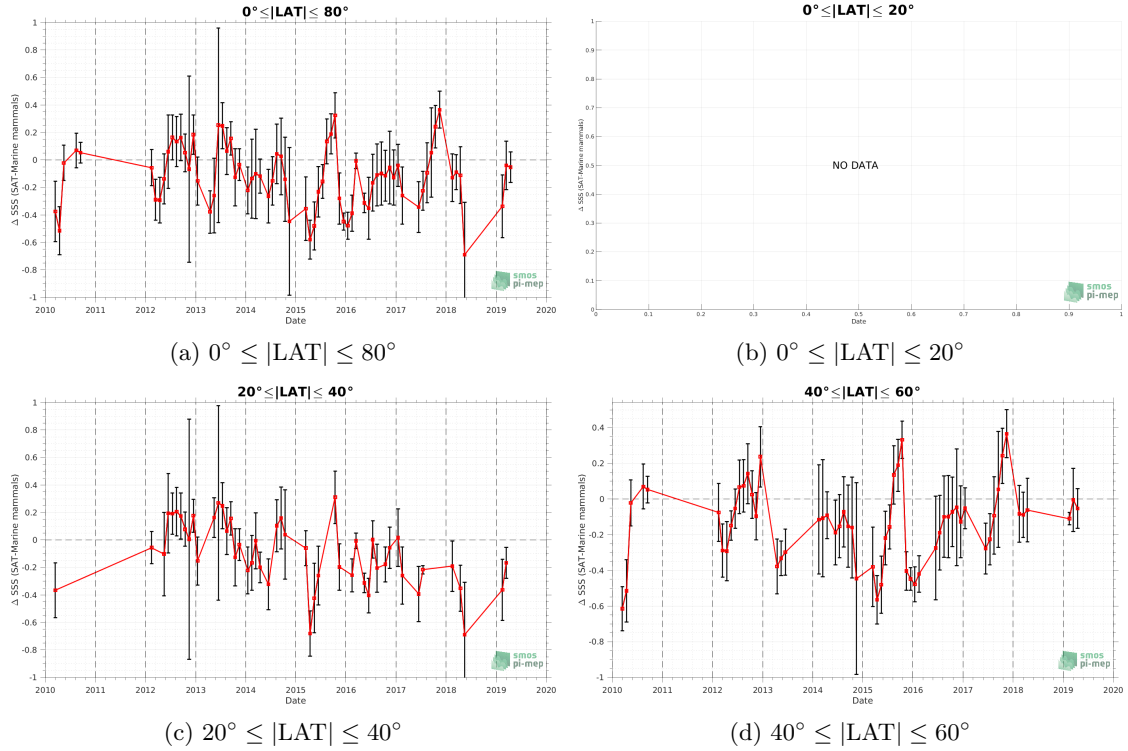 0°≤|LAT|≤ 80°
1
0.8
0.6
0.4
0.2
0
-0.2
-0.4
-0.6
-0.8
-1
Δ SSS (SAT-Marine mammals)
2010 2011 2012 2013 2014 2015 2016 2017 2018 2019 2020
Date
smos
pi-mep
(a) 0° ≤ |LAT| ≤ 80°
0°≤|LAT|≤ 20°
1
0.9
0.8
0.7
0.6
0.5
0.4
0.3
0.2
0.1
0
Δ SSS (SAT-Marine mammals)
NO DATA
0 0.1 0.2 0.3 0.4 0.5 0.6 0.7 0.8 0.9 1
Date
smos
pi-mep
(b) 0° ≤ |LAT| ≤ 20°
20°≤|LAT|≤ 40°
1
0.8
0.6
0.4
0.2
0
-0.2
-0.4
-0.6
-0.8
-1
Δ SSS (SAT-Marine mammals)
2010 2011 2012 2013 2014 2015 2016 2017 2018 2019 2020
Date
smos
pi-mep
(c) 20° ≤ |LAT| ≤ 40°
40°≤|LAT|≤ 60°
0.4
0.2
0
-0.2
-0.4
-0.6
-0.8
-1
Δ SSS (SAT-Marine mammals)
2010 2011 2012 2013 2014 2015 2016 2017 2018 2019 2020
Date
smos
pi-mep
(d) 40° ≤ |LAT| ≤ 60°